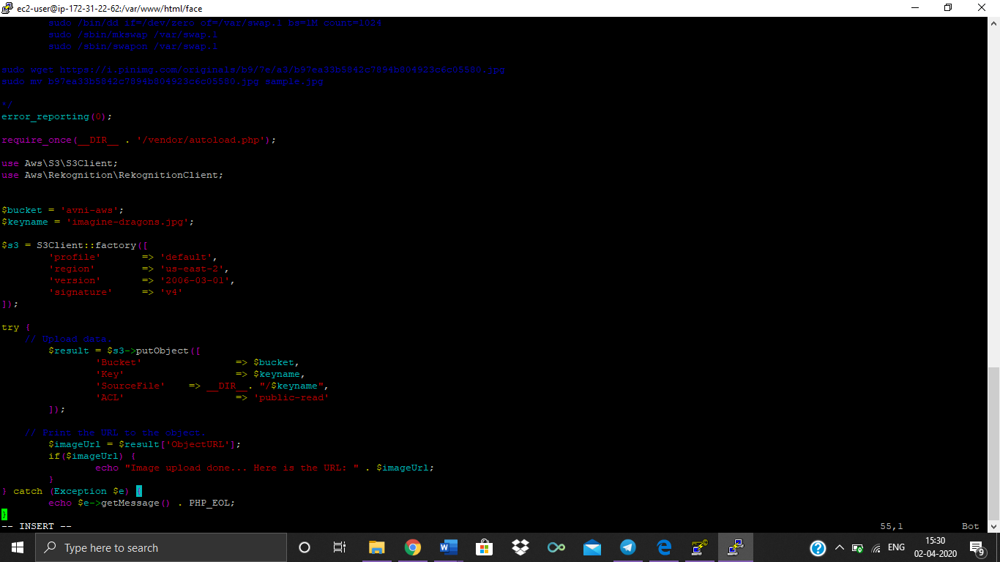 ec2-user@ip-172-31-22-62:/var/www/html/face
sudo /bin/dd if=/dev/zero of=/var/swap.1 bs=1M count=1024
sudo /sbin/mkswap /var/swap.1
sudo /sbin/swapon /var/swap.1
sudo wget https://i.pinimg.com/originals/b9/7e/a3/b97ea33b5842c7894b804923c6c05580.jpg
sudo mv b97ea33b5842c7894b804923c6c05580.jpg sample.jpg
*/
error_reporting(0);
require_once(__DIR__ . '/vendor/autoload.php');
use Aws\S3\S3Client;
use Aws\Rekognition\RekognitionClient;
$bucket = 'avni-aws';
$keyname = 'imagine-dragons.jpg';
$s3 = S3Client::factory([
'profile' => 'default',
'region' => 'us-east-2',
'version' => '2006-03-01',
'signature' => 'v4'
]);
try {
// Upload data.
$result = $s3->putObject([
'Bucket' => $bucket,
'Key' => $keyname,
'SourceFile' => __DIR__. "/$keyname",
'ACL' => 'public-read'
]);
// Print the URL to the object.
$imageUrl = $result['ObjectURL'];
if($imageUrl) {
echo "Image upload done... Here is the URL: " . $imageUrl;
}
} catch (Exception $e) {
echo $e->getMessage() . PHP_EOL;
}
-- INSERT -- 55,1 Bot
Type here to search
ENG
15:30
02-04-2020
9